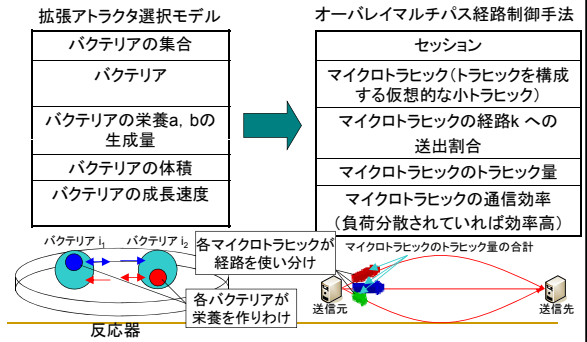 拡張アトラクタ選択モデル
オーバレイマルチパス経路制御手法
バクテリアの集合
セッション
バクテリア
マイクロトラヒック(トラヒックを構成
する仮想的な小トラヒック)
バクテリアの栄養a, bの
生成量
マイクロトラヒックの経路k への
送出割合
バクテリアの体積
マイクロトラヒックのトラヒック量
バクテリアの成長速度
マイクロトラヒックの通信効率
(負荷分散されていれば効率高)
バクテリア i₁
バクテリア i₂
各マイクロトラヒックが
経路を使い分け
マイクロトラヒックのトラヒック量の合計
各バクテリアが
栄養を作りわけ
反応器
送信元
送信先